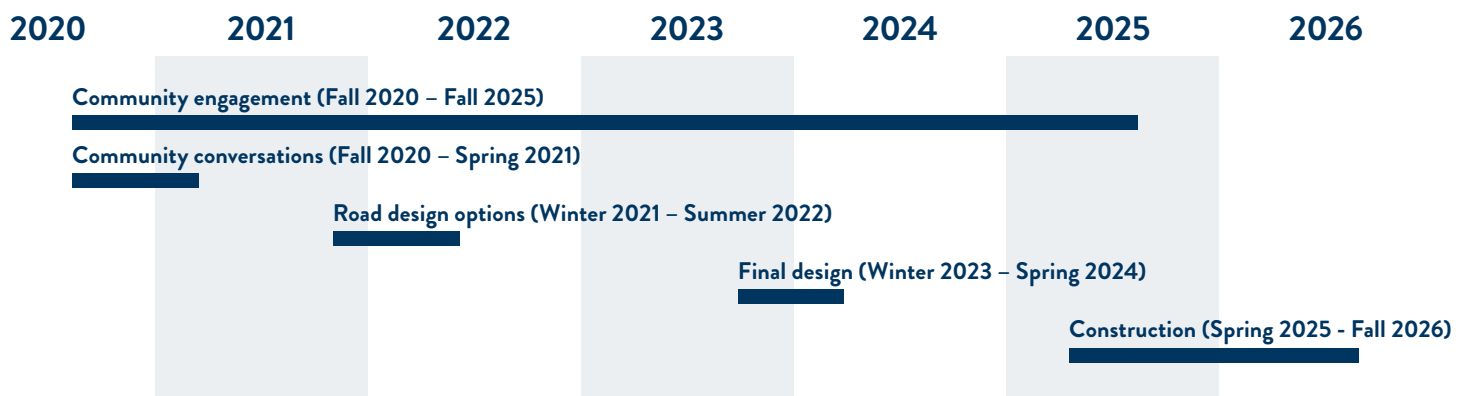 2020 2021 2022 2023 2024 2025 2026
Community engagement (Fall 2020 – Fall 2025)
Community conversations (Fall 2020 – Spring 2021)
Road design options (Winter 2021 – Summer 2022)
Final design (Winter 2023 – Spring 2024)
Construction (Spring 2025 - Fall 2026)